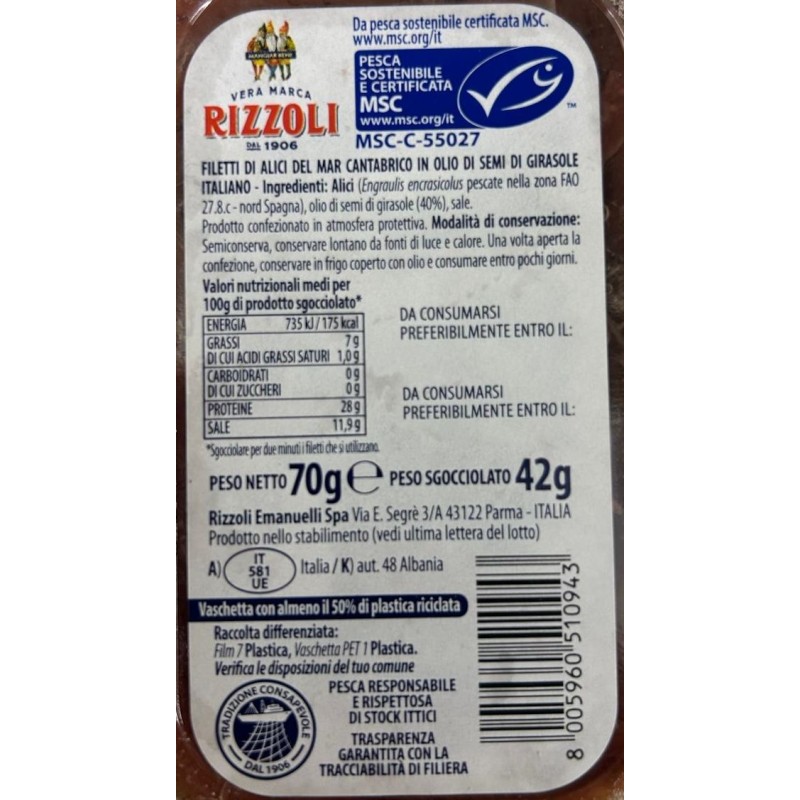 Da pesca sostenibile certificata MSC.
www.msc.org/it
PESCA
SOSTENIBILE
E CERTIFICATA
MSC
www.msc.org/it
TM
MSC-C-55027
VERA MARCA
RIZZOLI
DAL 1906
FILETTI DI ALICI DEL MAR CANTABRICO IN OLIO DI SEMI DI GIRASOLE
ITALIANO - Ingredienti: Alici (Engraulis encrasicolus pescate nella zona FAO
27.8.c - nord Spagna), olio di semi di girasole (40%), sale.
Prodotto confezionato in atmosfera protettiva. Modalità di conservazione:
Semiconserva, conservare lontano da fonti di luce e calore. Una volta aperta la
confezione, conservare in frigo coperto con olio e consumare entro pochi giorni.
Valori nutrizionali medi per
100g di prodotto sgocciolato*
ENERGIA 735 kJ / 175 kcal
GRASSI 7 g
DI CUI ACIDI GRASSI SATURI 1,0 g
CARBOIDRATI 0 g
DI CUI ZUCCHERI 0 g
PROTEINE 28 g
SALE 11,9 g
*Sgocciolare per due minuti i filetti che si utilizzano.
DA CONSUMARSI
PREFERIBILMENTE ENTRO IL:
DA CONSUMARSI
PREFERIBILMENTE ENTRO IL:
PESO NETTO 70g ℮ PESO SGOCCIOLATO 42g
Rizzoli Emanuelli Spa Via E. Segrè 3/A 43122 Parma - ITALIA
Prodotto nello stabilimento (vedi ultima lettera del lotto)
A) IT 581 UE Italia / K) aut. 48 Albania
Vaschetta con almeno il 50% di plastica riciclata
Raccolta differenziata:
Film 7 Plastica, Vaschetta PET 1 Plastica.
Verifica le disposizioni del tuo comune
TRADIZIONE CONSAPEVOLE
DAL 1906
PESCA RESPONSABILE
E RISPETTOSA
DI STOCK ITTICI
TRASPARENZA
GARANTITA CON LA
TRACCIABILITÀ DI FILIERA
8 005960 510943